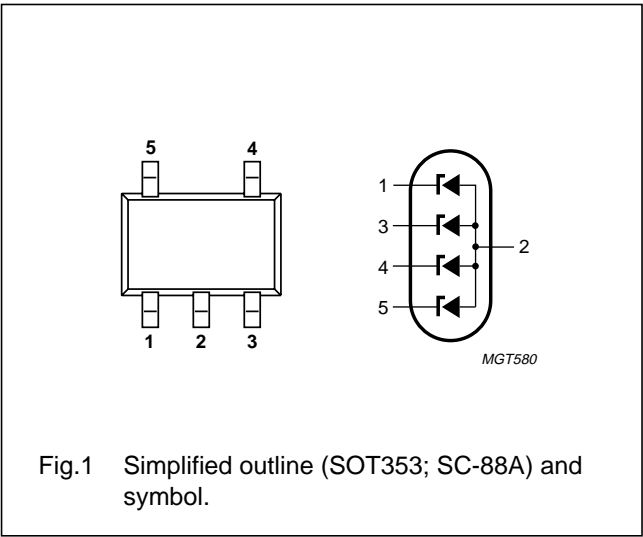 5 4
1 2 3
1
3
2
4
5
MGT580
Fig.1 Simplified outline (SOT353; SC-88A) and
symbol.